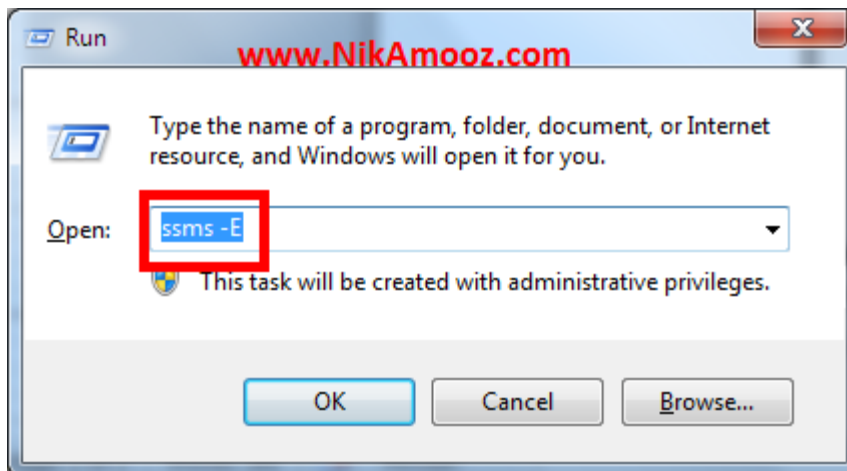 Run
www.NikAmooz.com
Type the name of a program, folder, document, or Internet
resource, and Windows will open it for you.
Open: ssms -E
This task will be created with administrative privileges.
OK Cancel Browse...